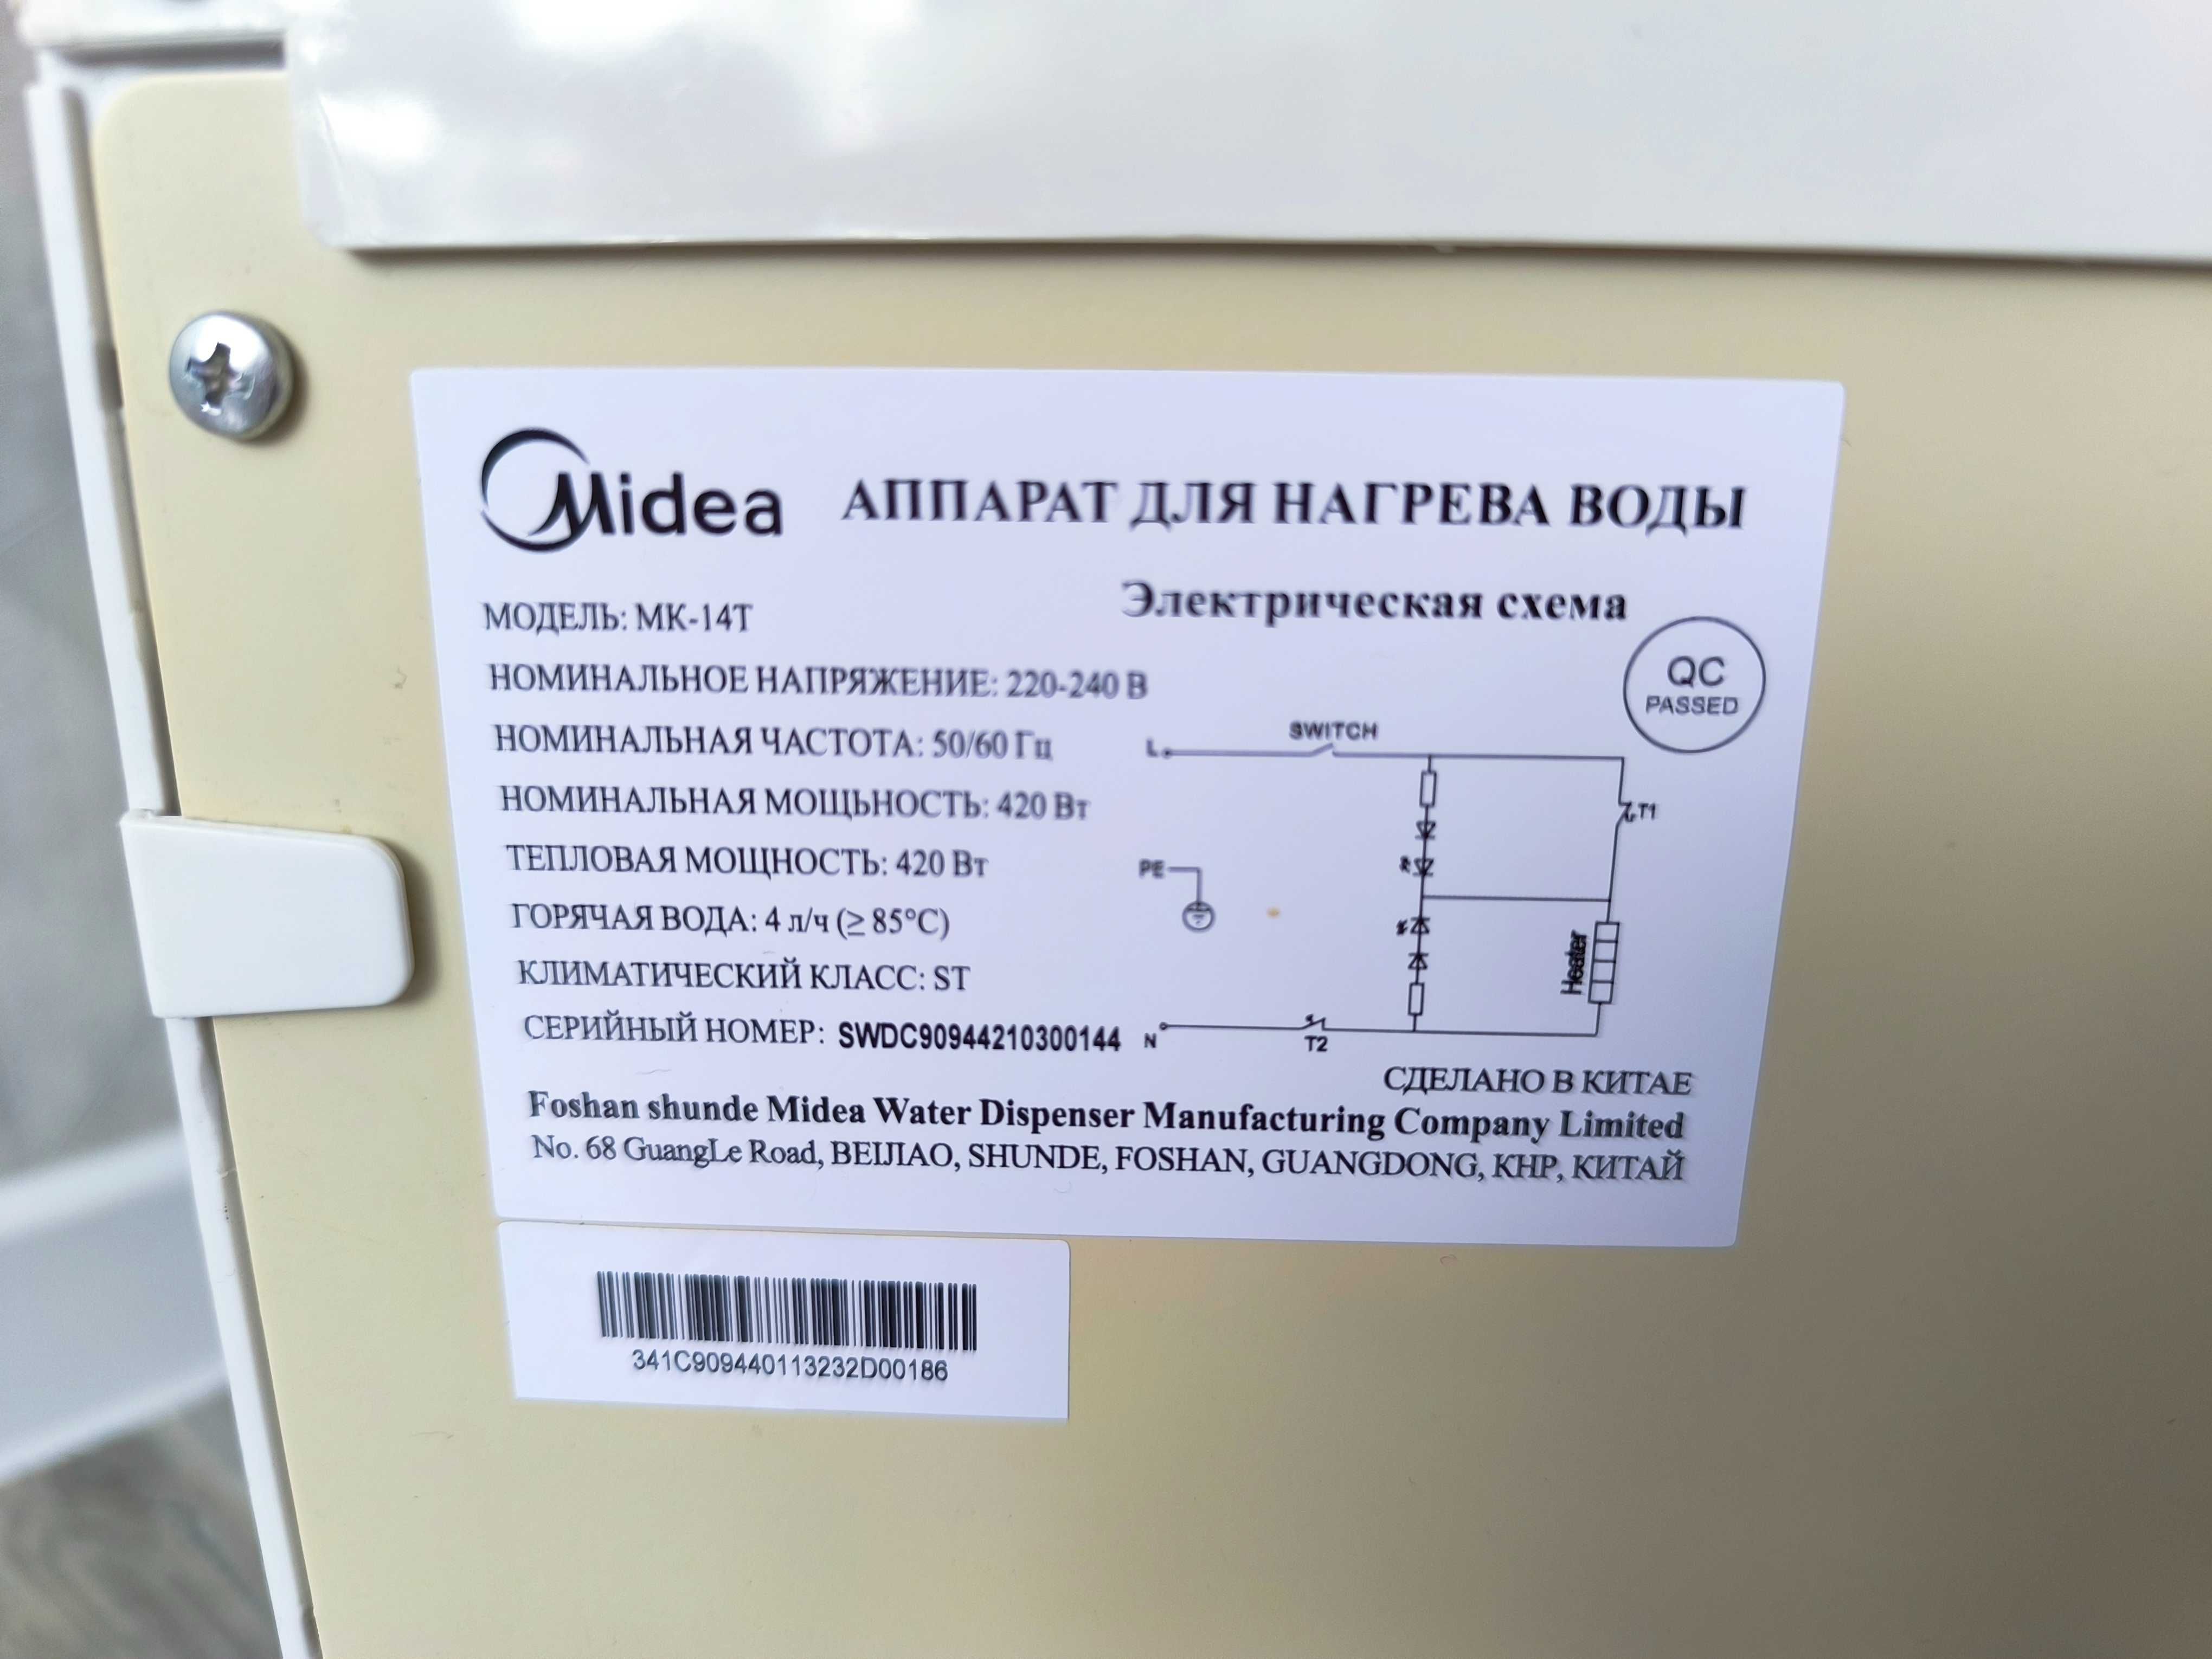 Midea АППАРАТ ДЛЯ НАГРЕВА ВОДЫ
Электрическая схема
МОДЕЛЬ: МК-14Т
НОМИНАЛЬНОЕ НАПРЯЖЕНИЕ: 220-240 В
НОМИНАЛЬНАЯ ЧАСТОТА: 50/60 Гц
НОМИНАЛЬНАЯ МОЩЬНОСТЬ: 420 Вт
ТЕПЛОВАЯ МОЩНОСТЬ: 420 Вт
ГОРЯЧАЯ ВОДА: 4 л/ч (≥ 85°C)
КЛИМАТИЧЕСКИЙ КЛАСС: ST
СЕРИЙНЫЙ НОМЕР: SWDC90944210300144
QC
PASSED
SWITCH
L
T1
PE
Heater
N
T2
СДЕЛАНО В КИТАЕ
Foshan shunde Midea Water Dispenser Manufacturing Company Limited
No. 68 GuangLe Road, BEIJIAO, SHUNDE, FOSHAN, GUANGDONG, КНР, КИТАЙ
341C909440113232D00186